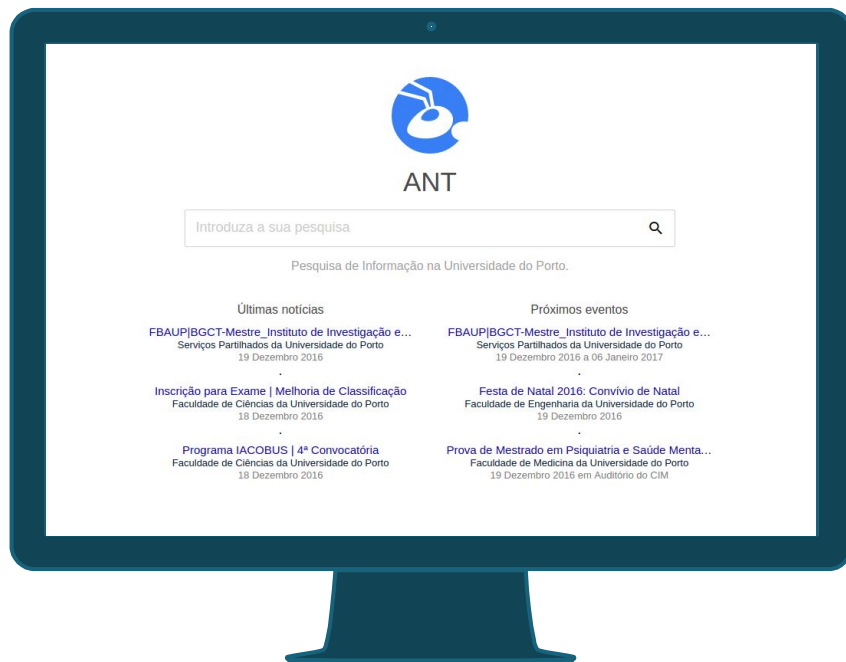 ANT
Introduza a sua pesquisa
Pesquisa de Informação na Universidade do Porto.
Últimas notícias
FBAUP|BGCT-Mestre_Instituto de Investigação e...
Serviços Partilhados da Universidade do Porto
19 Dezembro 2016
.
Inscrição para Exame | Melhoria de Classificação
Faculdade de Ciências da Universidade do Porto
18 Dezembro 2016
.
Programa IACOBUS | 4ª Convocatória
Faculdade de Ciências da Universidade do Porto
18 Dezembro 2016
Próximos eventos
FBAUP|BGCT-Mestre_Instituto de Investigação e...
Serviços Partilhados da Universidade do Porto
19 Dezembro 2016 a 06 Janeiro 2017
.
Festa de Natal 2016: Convívio de Natal
Faculdade de Engenharia da Universidade do Porto
19 Dezembro 2016
.
Prova de Mestrado em Psiquiatria e Saúde Menta...
Faculdade de Medicina da Universidade do Porto
19 Dezembro 2016 em Auditório do CIM